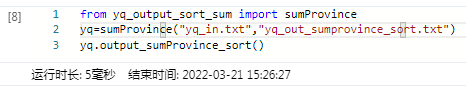 [8]
1 from yq_output_sort_sum import sumProvince
2 yq=sumProvince("yq_in.txt","yq_out_sumprovince_sort.txt")
3 yq.output_sumProvince_sort()
运行时长: 5毫秒 结束时间: 2022-03-21 15:26:27